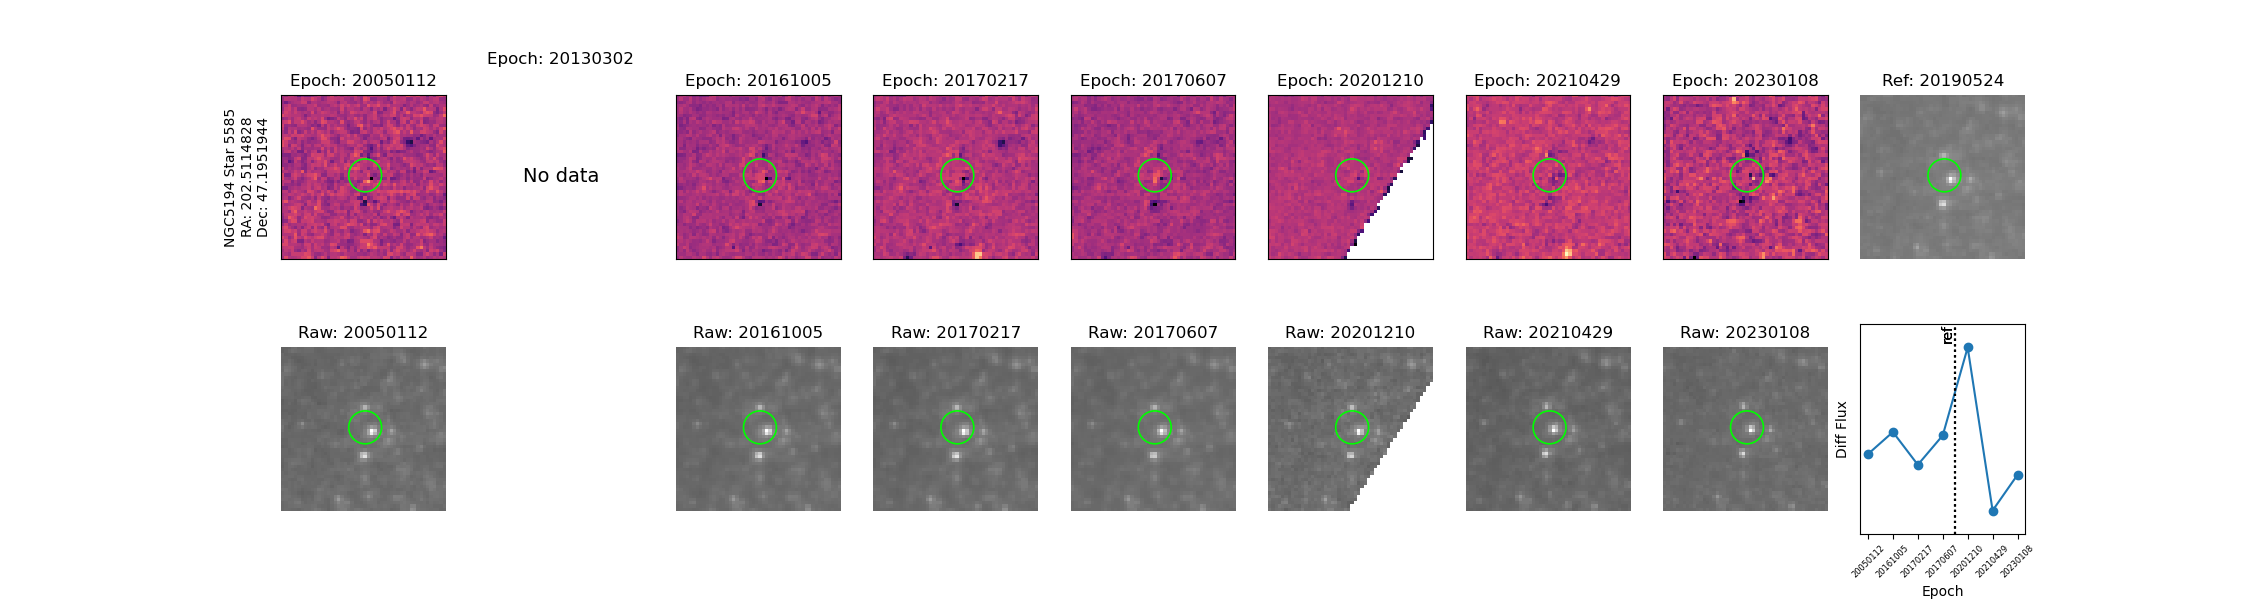 Epoch: 20130302
Epoch: 20050112
Epoch: 20161005
Epoch: 20170217
Epoch: 20170607
Epoch: 20201210
Epoch: 20210429
Epoch: 20230108
Ref: 20190524
NGC5194 Star 5585
RA: 202.5114828
Dec: 47.1951944
No data
Raw: 20050112
Raw: 20161005
Raw: 20170217
Raw: 20170607
Raw: 20201210
Raw: 20210429
Raw: 20230108
ref
Diff Flux
20050112
20161005
20170217
20170607
20201210
20210429
20230108
Epoch